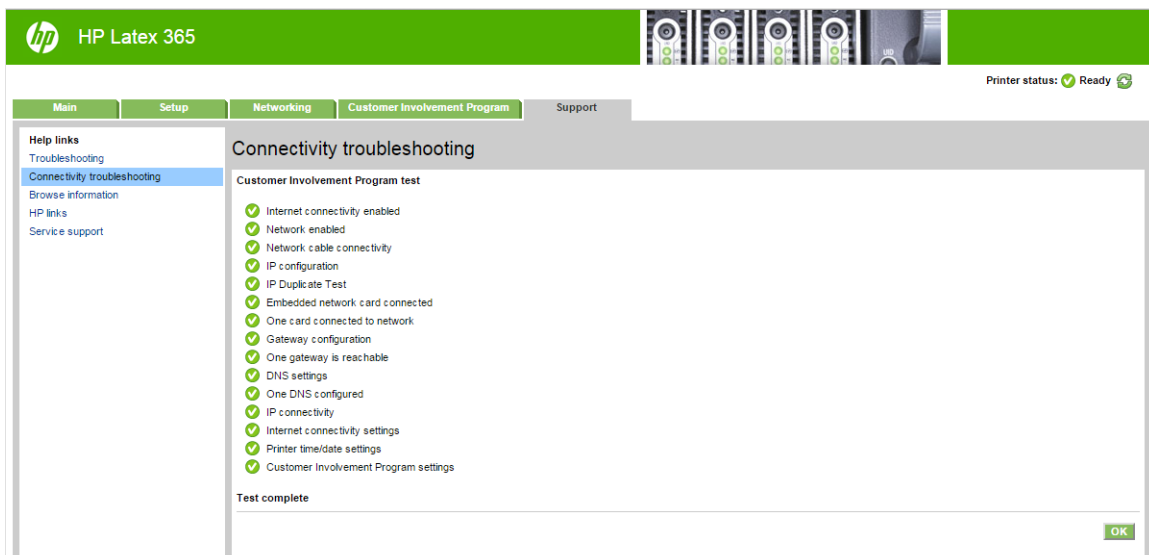 hp HP Latex 365
UID
Printer status: Ready
Main Setup Networking Customer Involvement Program Support
Help links
Troubleshooting
Connectivity troubleshooting
Browse information
HP links
Service support
Connectivity troubleshooting
Customer Involvement Program test
Internet connectivity enabled
Network enabled
Network cable connectivity
IP configuration
IP Duplicate Test
Embedded network card connected
One card connected to network
Gateway configuration
One gateway is reachable
DNS settings
One DNS configured
IP connectivity
Internet connectivity settings
Printer time/date settings
Customer Involvement Program settings
Test complete
OK